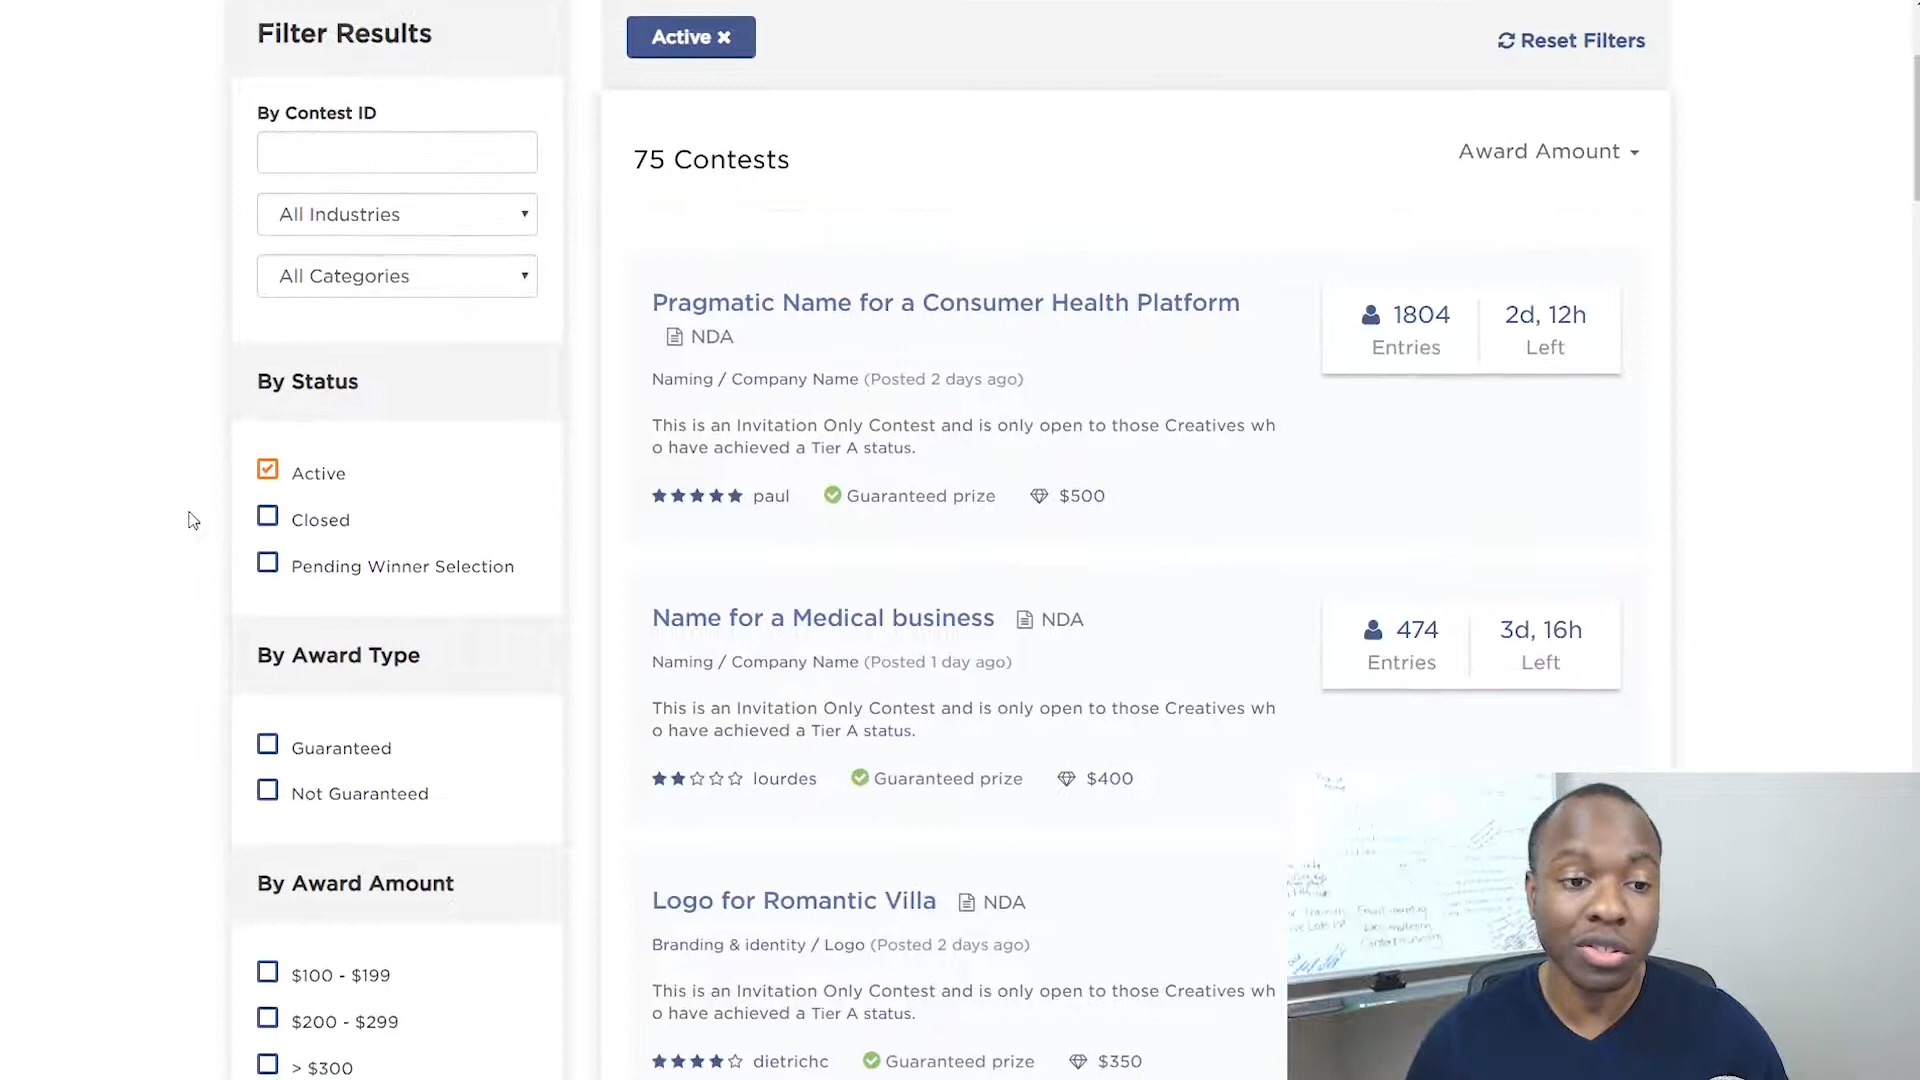 Filter Results
Active ×
Reset Filters
By Contest ID
75 Contests
Award Amount
All Industries
All Categories
Pragmatic Name for a Consumer Health Platform
NDA
1804
Entries
2d, 12h
Left
Naming / Company Name (Posted 2 days ago)
This is an Invitation Only Contest and is only open to those Creatives wh
o have achieved a Tier A status.
paul
Guaranteed prize
$500
By Status
Active
Closed
Pending Winner Selection
Name for a Medical business
NDA
474
Entries
3d, 16h
Left
Naming / Company Name (Posted 1 day ago)
This is an Invitation Only Contest and is only open to those Creatives wh
o have achieved a Tier A status.
lourdes
Guaranteed prize
$400
By Award Type
Guaranteed
Not Guaranteed
Logo for Romantic Villa
NDA
Branding & identity / Logo (Posted 2 days ago)
This is an Invitation Only Contest and is only open to those Creatives wh
o have achieved a Tier A status.
dietrichc
Guaranteed prize
$350
By Award Amount
$100 - $199
$200 - $299
> $300
Email marketing